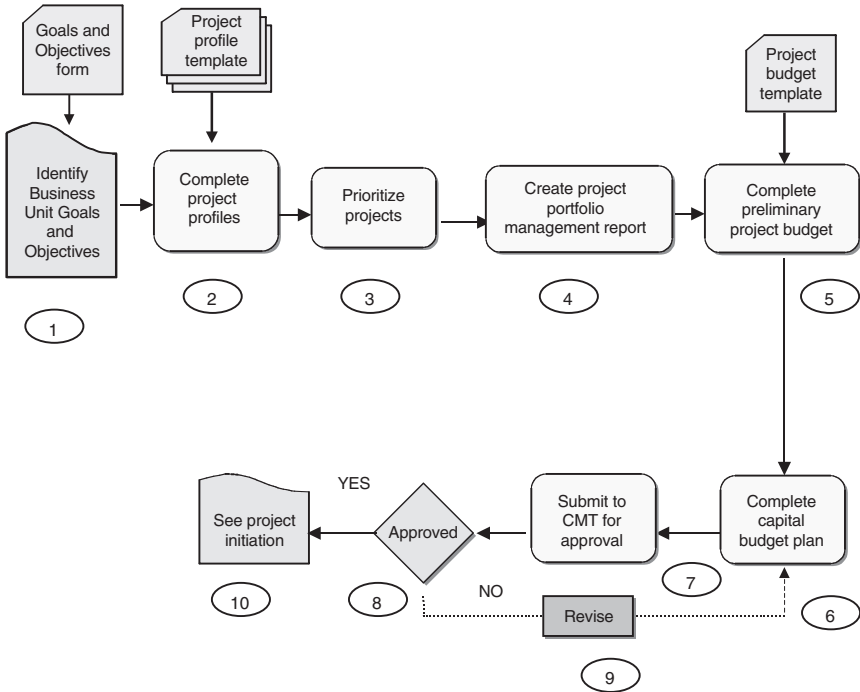 Goals and
Objectives
form
Project
profile
template
Project
budget
template
Identify
Business
Unit Goals
and
Objectives
Complete
project
profiles
Prioritize
projects
Create project
portfolio
management report
Complete
preliminary
project budget
1
2
3
4
5
YES
See project
initiation
Approved
Submit to
CMT for
approval
Complete
capital
budget plan
NO
Revise
10
8
7
6
9